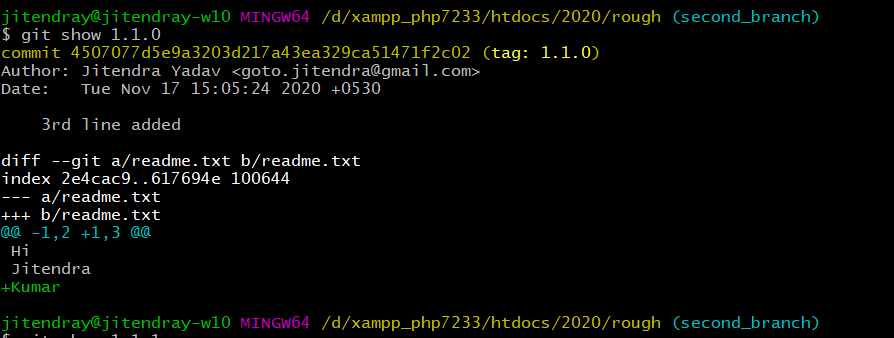 jitendray@jitendray-w10 MINGW64 /d/xampp_php7233/htdocs/2020/rough (second_branch)
$ git show 1.1.0
commit 4507077d5e9a3203d217a43ea329ca51471f2c02 (tag: 1.1.0)
Author: Jitendra Yadav <goto.jitendra@gmail.com>
Date:   Tue Nov 17 15:05:24 2020 +0530

    3rd line added

diff --git a/readme.txt b/readme.txt
index 2e4cac9..617694e 100644
--- a/readme.txt
+++ b/readme.txt
@@ -1,2 +1,3 @@
 Hi
 Jitendra
+Kumar

jitendray@jitendray-w10 MINGW64 /d/xampp_php7233/htdocs/2020/rough (second_branch)